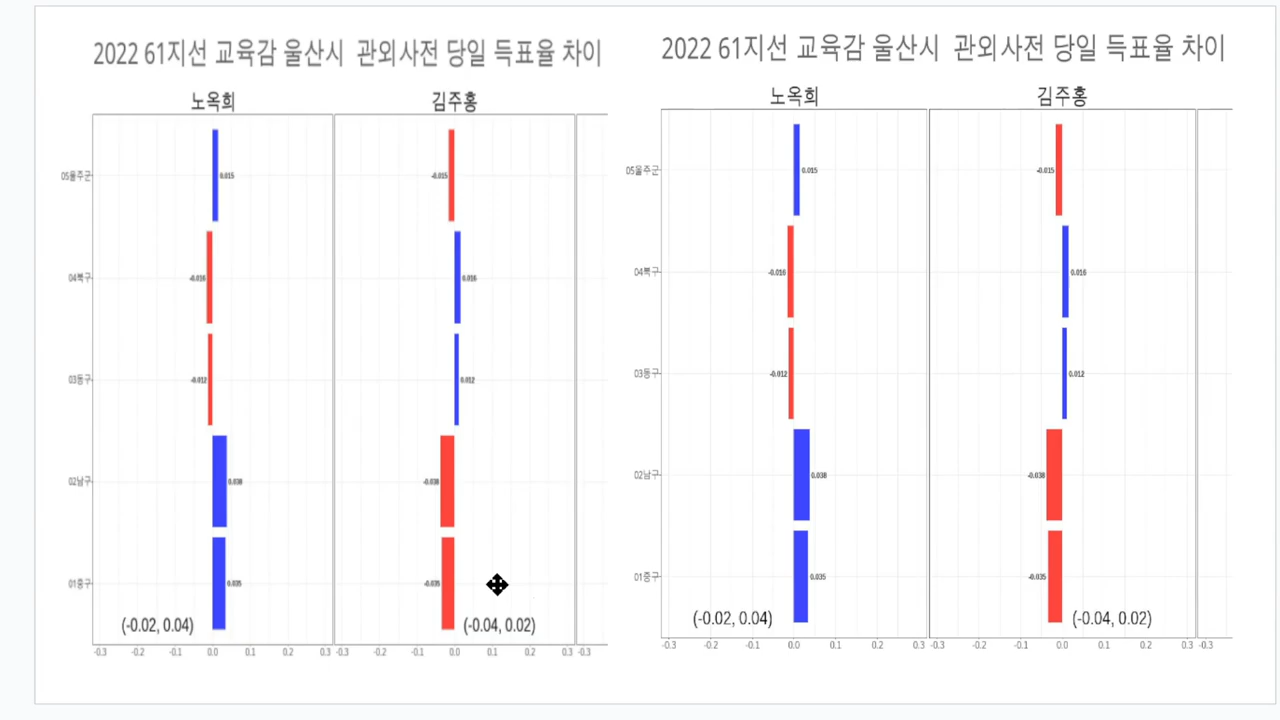 2022 61지선 교육감 울산시 관외사전 당일 득표율 차이
노옥희 김주홍
05울주군 0.015 -0.015
04북구 -0.016 0.016
03동구 -0.012 0.012
02남구 0.038 -0.038
01중구 0.035 -0.035
(-0.02, 0.04) (-0.04, 0.02)
-0.3 -0.2 -0.1 0.0 0.1 0.2 0.3 -0.3 -0.2 -0.1 0.0 0.1 0.2 0.3 -0.3
2022 61지선 교육감 울산시 관외사전 당일 득표율 차이
노옥희 김주홍
05울주군 0.015 -0.015
04북구 -0.016 0.016
03동구 -0.012 0.012
02남구 0.038 -0.038
01중구 0.035 -0.035
(-0.02, 0.04) (-0.04, 0.02)
-0.3 -0.2 -0.1 0.0 0.1 0.2 0.3 -0.3 -0.2 -0.1 0.0 0.1 0.2 0.3 -0.3